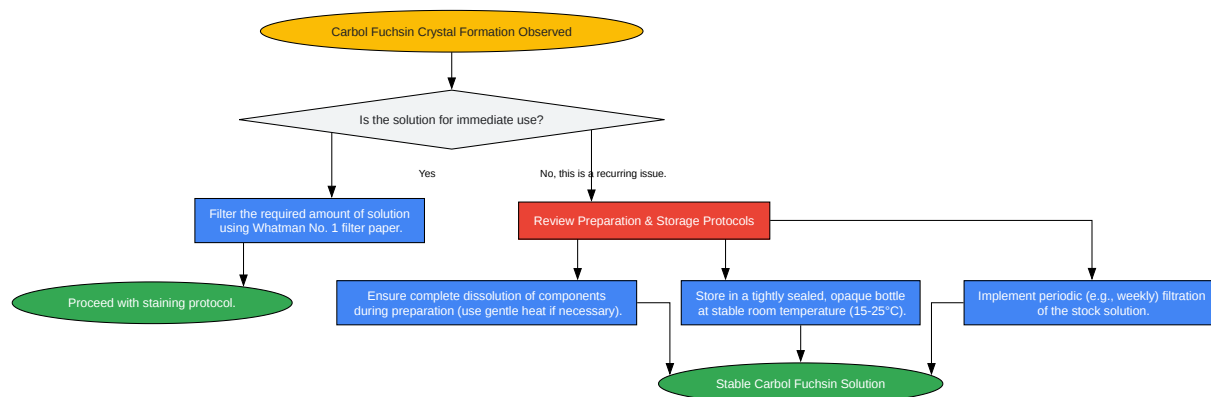 Carbol Fuchsin Crystal Formation Observed
Is the solution for immediate use?
Yes
No, this is a recurring issue.
Filter the required amount of solution
using Whatman No. 1 filter paper.
Review Preparation & Storage Protocols
Proceed with staining protocol.
Ensure complete dissolution of components
during preparation (use gentle heat if necessary).
Store in a tightly sealed, opaque bottle
at stable room temperature (15-25°C).
Implement periodic (e.g., weekly) filtration
of the stock solution.
Stable Carbol Fuchsin Solution